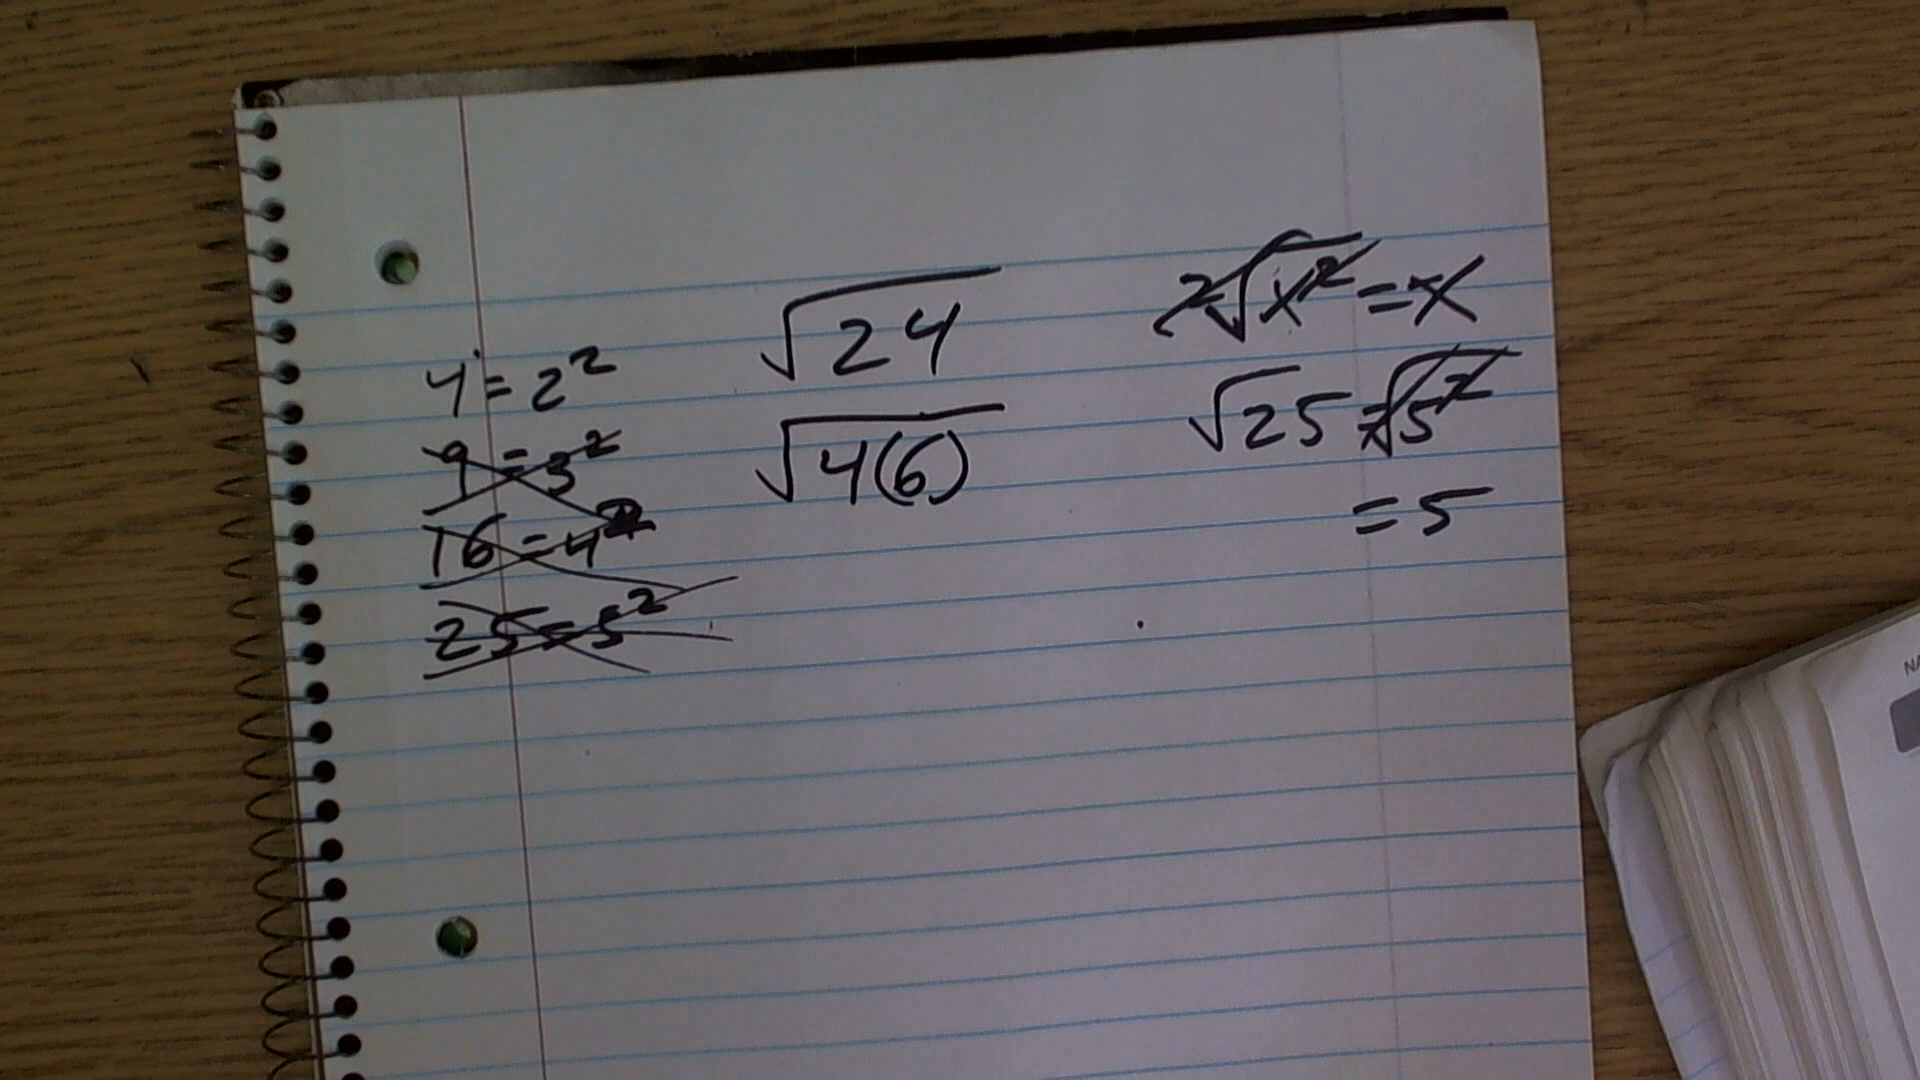 4 = 2²
9 = 3²
16 = 4²
25 = 5²
√24
√4(6)
²√x² = x
√25 = √5²
= 5